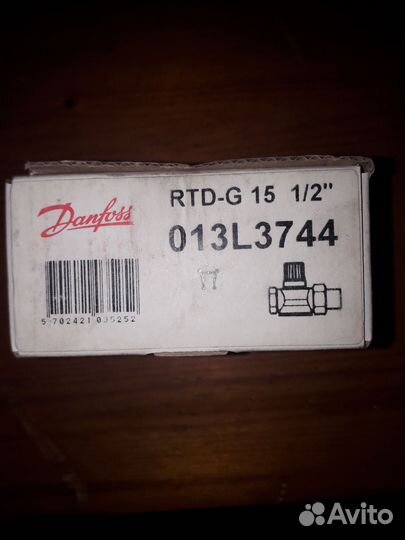 Danfoss
RTD-G 15 1/2"
013L3744
5 702421 035252
Avito